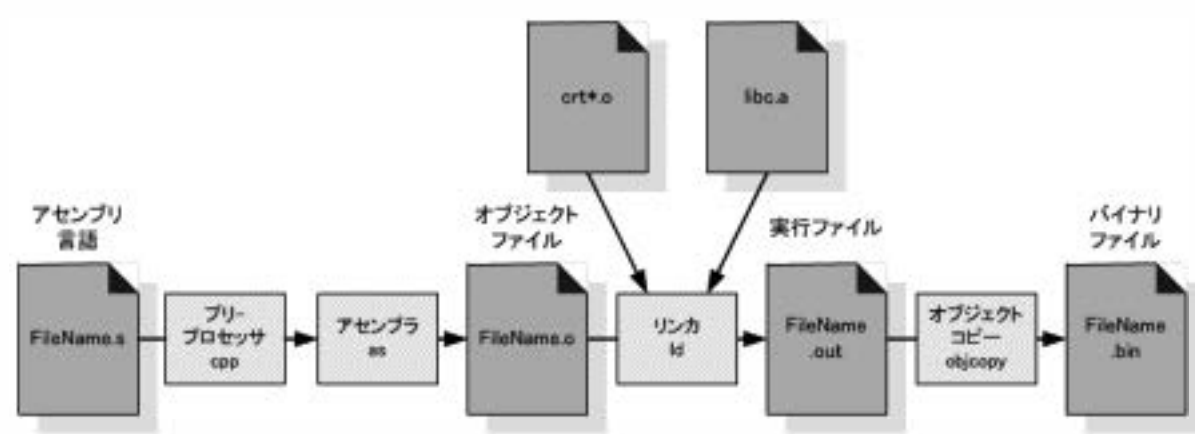 crt*.o
libc.a
アセンブリ
言語
オブジェクト
ファイル
実行ファイル
バイナリ
ファイル
FileName.s
プリ-
プロセッサ
cpp
アセンブラ
as
FileName.o
リンカ
ld
FileName
.out
オブジェクト
コピー
objcopy
FileName
.bin